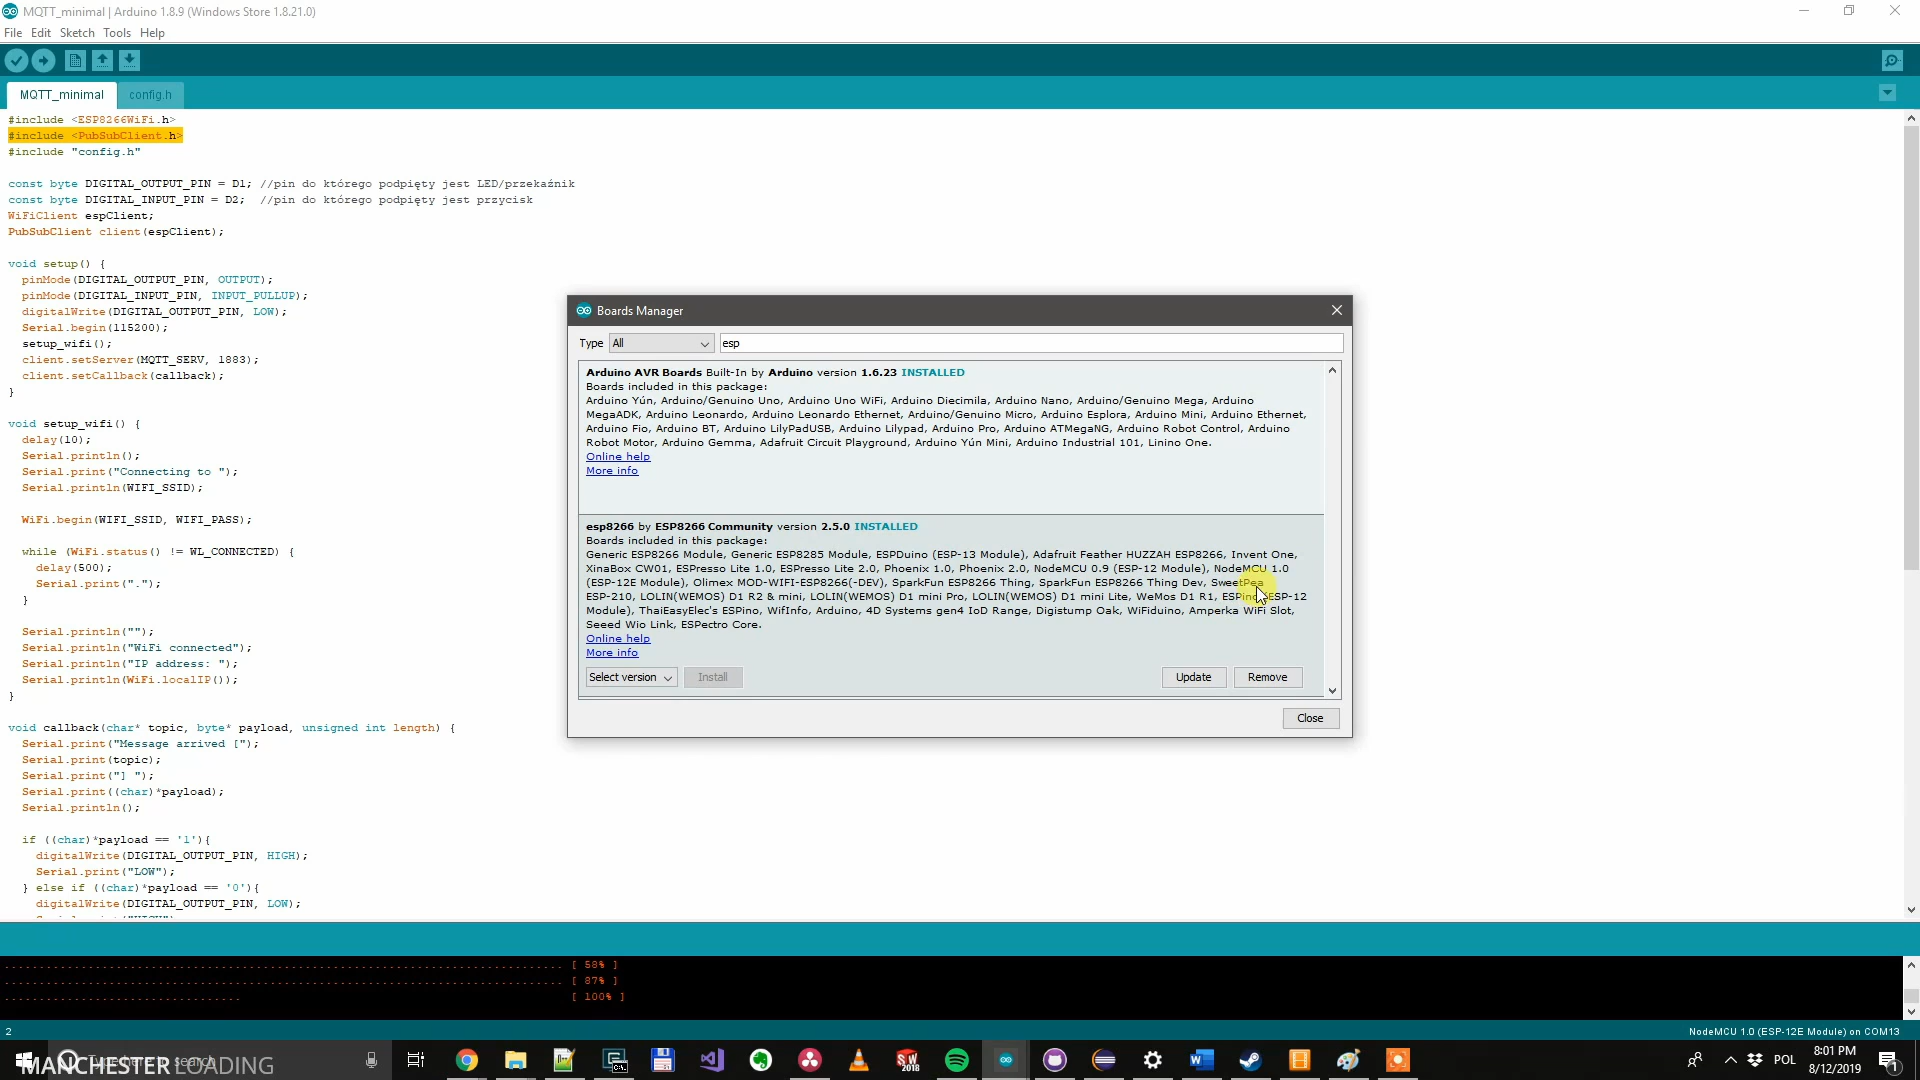 MQTT_minimal | Arduino 1.8.9 (Windows Store 1.8.21.0)
File Edit Sketch Tools Help
MQTT_minimal config.h
#include <ESP8266WiFi.h>
#include <PubSubClient.h>
#include "config.h"
const byte DIGITAL_OUTPUT_PIN = D1; //pin do którego podpięty jest LED/przekaźnik
const byte DIGITAL_INPUT_PIN = D2; //pin do którego podpięty jest przycisk
WiFiClient espClient;
PubSubClient client(espClient);
void setup() {
pinMode(DIGITAL_OUTPUT_PIN, OUTPUT);
pinMode(DIGITAL_INPUT_PIN, INPUT_PULLUP);
digitalWrite(DIGITAL_OUTPUT_PIN, LOW);
Serial.begin(115200);
setup_wifi();
client.setServer(MQTT_SERV, 1883);
client.setCallback(callback);
}
void setup_wifi() {
delay(10);
Serial.println();
Serial.print("Connecting to ");
Serial.println(WIFI_SSID);
WiFi.begin(WIFI_SSID, WIFI_PASS);
while (WiFi.status() != WL_CONNECTED) {
delay(500);
Serial.print(".");
}
Serial.println("");
Serial.println("WiFi connected");
Serial.println("IP address: ");
Serial.println(WiFi.localIP());
}
void callback(char* topic, byte* payload, unsigned int length) {
Serial.print("Message arrived [");
Serial.print(topic);
Serial.print("] ");
Serial.print((char)*payload);
Serial.println();
if ((char)*payload == '1'){
digitalWrite(DIGITAL_OUTPUT_PIN, HIGH);
Serial.print("LOW");
} else if ((char)*payload == '0'){
digitalWrite(DIGITAL_OUTPUT_PIN, LOW);
Boards Manager
Type All esp
Arduino AVR Boards Built-In by Arduino version 1.6.23 INSTALLED
Boards included in this package:
Arduino Yún, Arduino/Genuino Uno, Arduino Uno WiFi, Arduino Diecimila, Arduino Nano, Arduino/Genuino Mega, Arduino
MegaADK, Arduino Leonardo, Arduino Leonardo Ethernet, Arduino/Genuino Micro, Arduino Esplora, Arduino Mini, Arduino Ethernet,
Arduino Fio, Arduino BT, Arduino LilyPadUSB, Arduino Lilypad, Arduino Pro, Arduino ATMegaNG, Arduino Robot Control, Arduino
Robot Motor, Arduino Gemma, Adafruit Circuit Playground, Arduino Yún Mini, Arduino Industrial 101, Linino One.
Online help
More info
esp8266 by ESP8266 Community version 2.5.0 INSTALLED
Boards included in this package:
Generic ESP8266 Module, Generic ESP8285 Module, ESPDuino (ESP-13 Module), Adafruit Feather HUZZAH ESP8266, Invent One,
XinaBox CW01, ESPresso Lite 1.0, ESPresso Lite 2.0, Phoenix 1.0, Phoenix 2.0, NodeMCU 0.9 (ESP-12 Module), NodeMCU 1.0
(ESP-12E Module), Olimex MOD-WIFI-ESP8266(-DEV), SparkFun ESP8266 Thing, SparkFun ESP8266 Thing Dev, SweetPea
ESP-210, LOLIN(WEMOS) D1 R2 & mini, LOLIN(WEMOS) D1 mini Pro, LOLIN(WEMOS) D1 mini Lite, WeMos D1 R1, ESPino (ESP-12
Module), ThaiEasyElec's ESPino, WifInfo, Arduino, 4D Systems gen4 IoD Range, Digistump Oak, WiFiduino, Amperka WiFi Slot,
Seeed Wio Link, ESPectro Core.
Online help
More info
Select version Install Update Remove
Close
[ 58% ]
[ 87% ]
[ 100% ]
2 NodeMCU 1.0 (ESP-12E Module) on COM13
Type here to search
MANCHESTER LOADING
SW 2018
POL
8:01 PM
8/12/2019
1